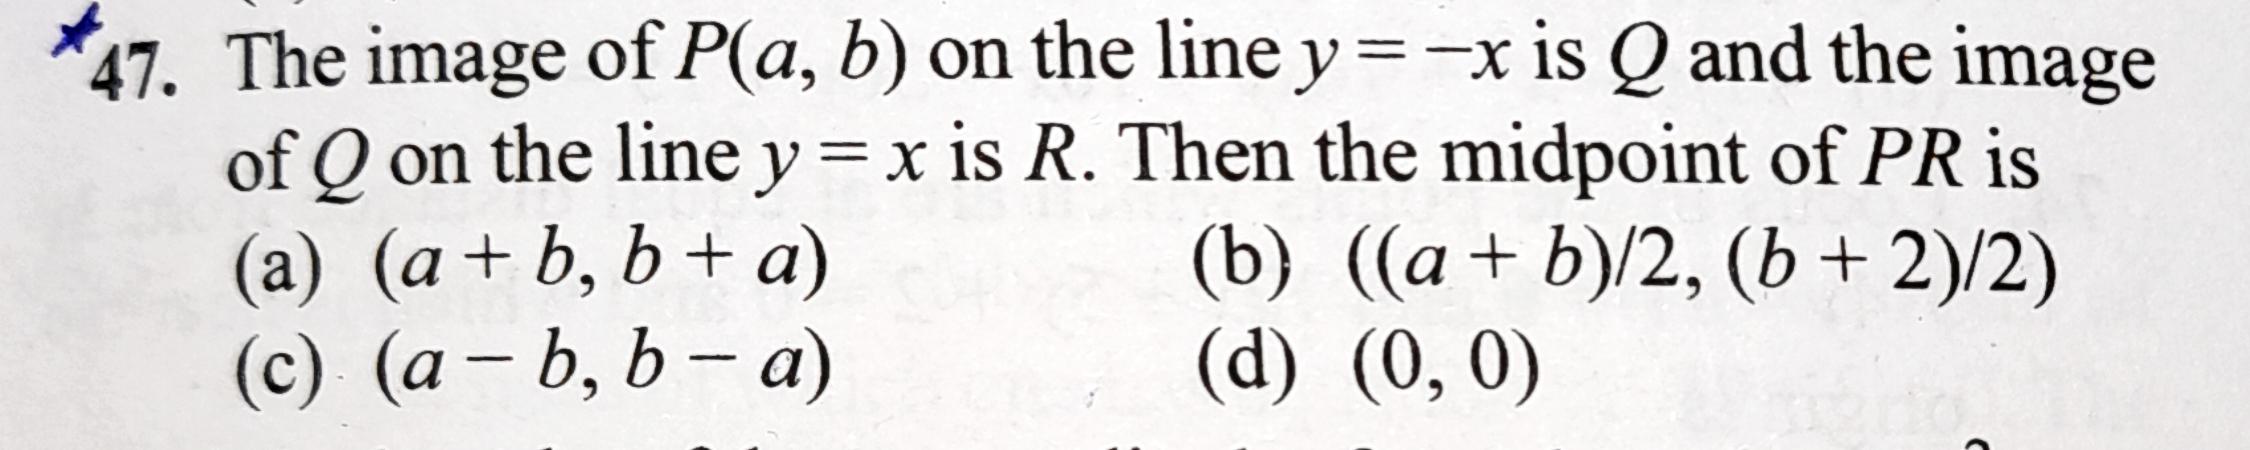 *47. The image of P(a, b) on the line y = −x is Q and the image
of Q on the line y = x is R. Then the midpoint of PR is
(a) (a + b, b + a) (b) ((a + b)/2, (b + 2)/2)
(c) (a − b, b − a) (d) (0, 0)